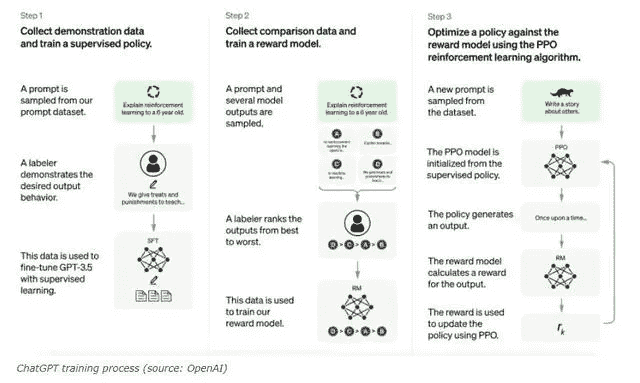 Step 1
Collect demonstration data
and train a supervised policy.
A prompt is
sampled from our
prompt dataset.
Explain reinforcement
learning to a 6 year old.
A labeler
demonstrates the
desired output
behavior.
We give treats and
punishments to teach...
This data is used to
fine-tune GPT-3.5
with supervised
learning.
SFT
Step 2
Collect comparison data and
train a reward model.
A prompt and
several model
outputs are
sampled.
Explain reinforcement
learning to a 6 year old.
A
B
C
D
A labeler ranks the
outputs from best
to worst.
D > C > A > B
This data is used
to train our
reward model.
RM
D > C > A > B
Step 3
Optimize a policy against the
reward model using the PPO
reinforcement learning algorithm.
A new prompt is
sampled from
the dataset.
Write a story
about otters.
The PPO model is
initialized from the
supervised policy.
PPO
The policy generates
an output.
Once upon a time...
The reward model
calculates a reward
for the output.
RM
The reward is used
to update the
policy using PPO.
rk
ChatGPT training process (source: OpenAI)